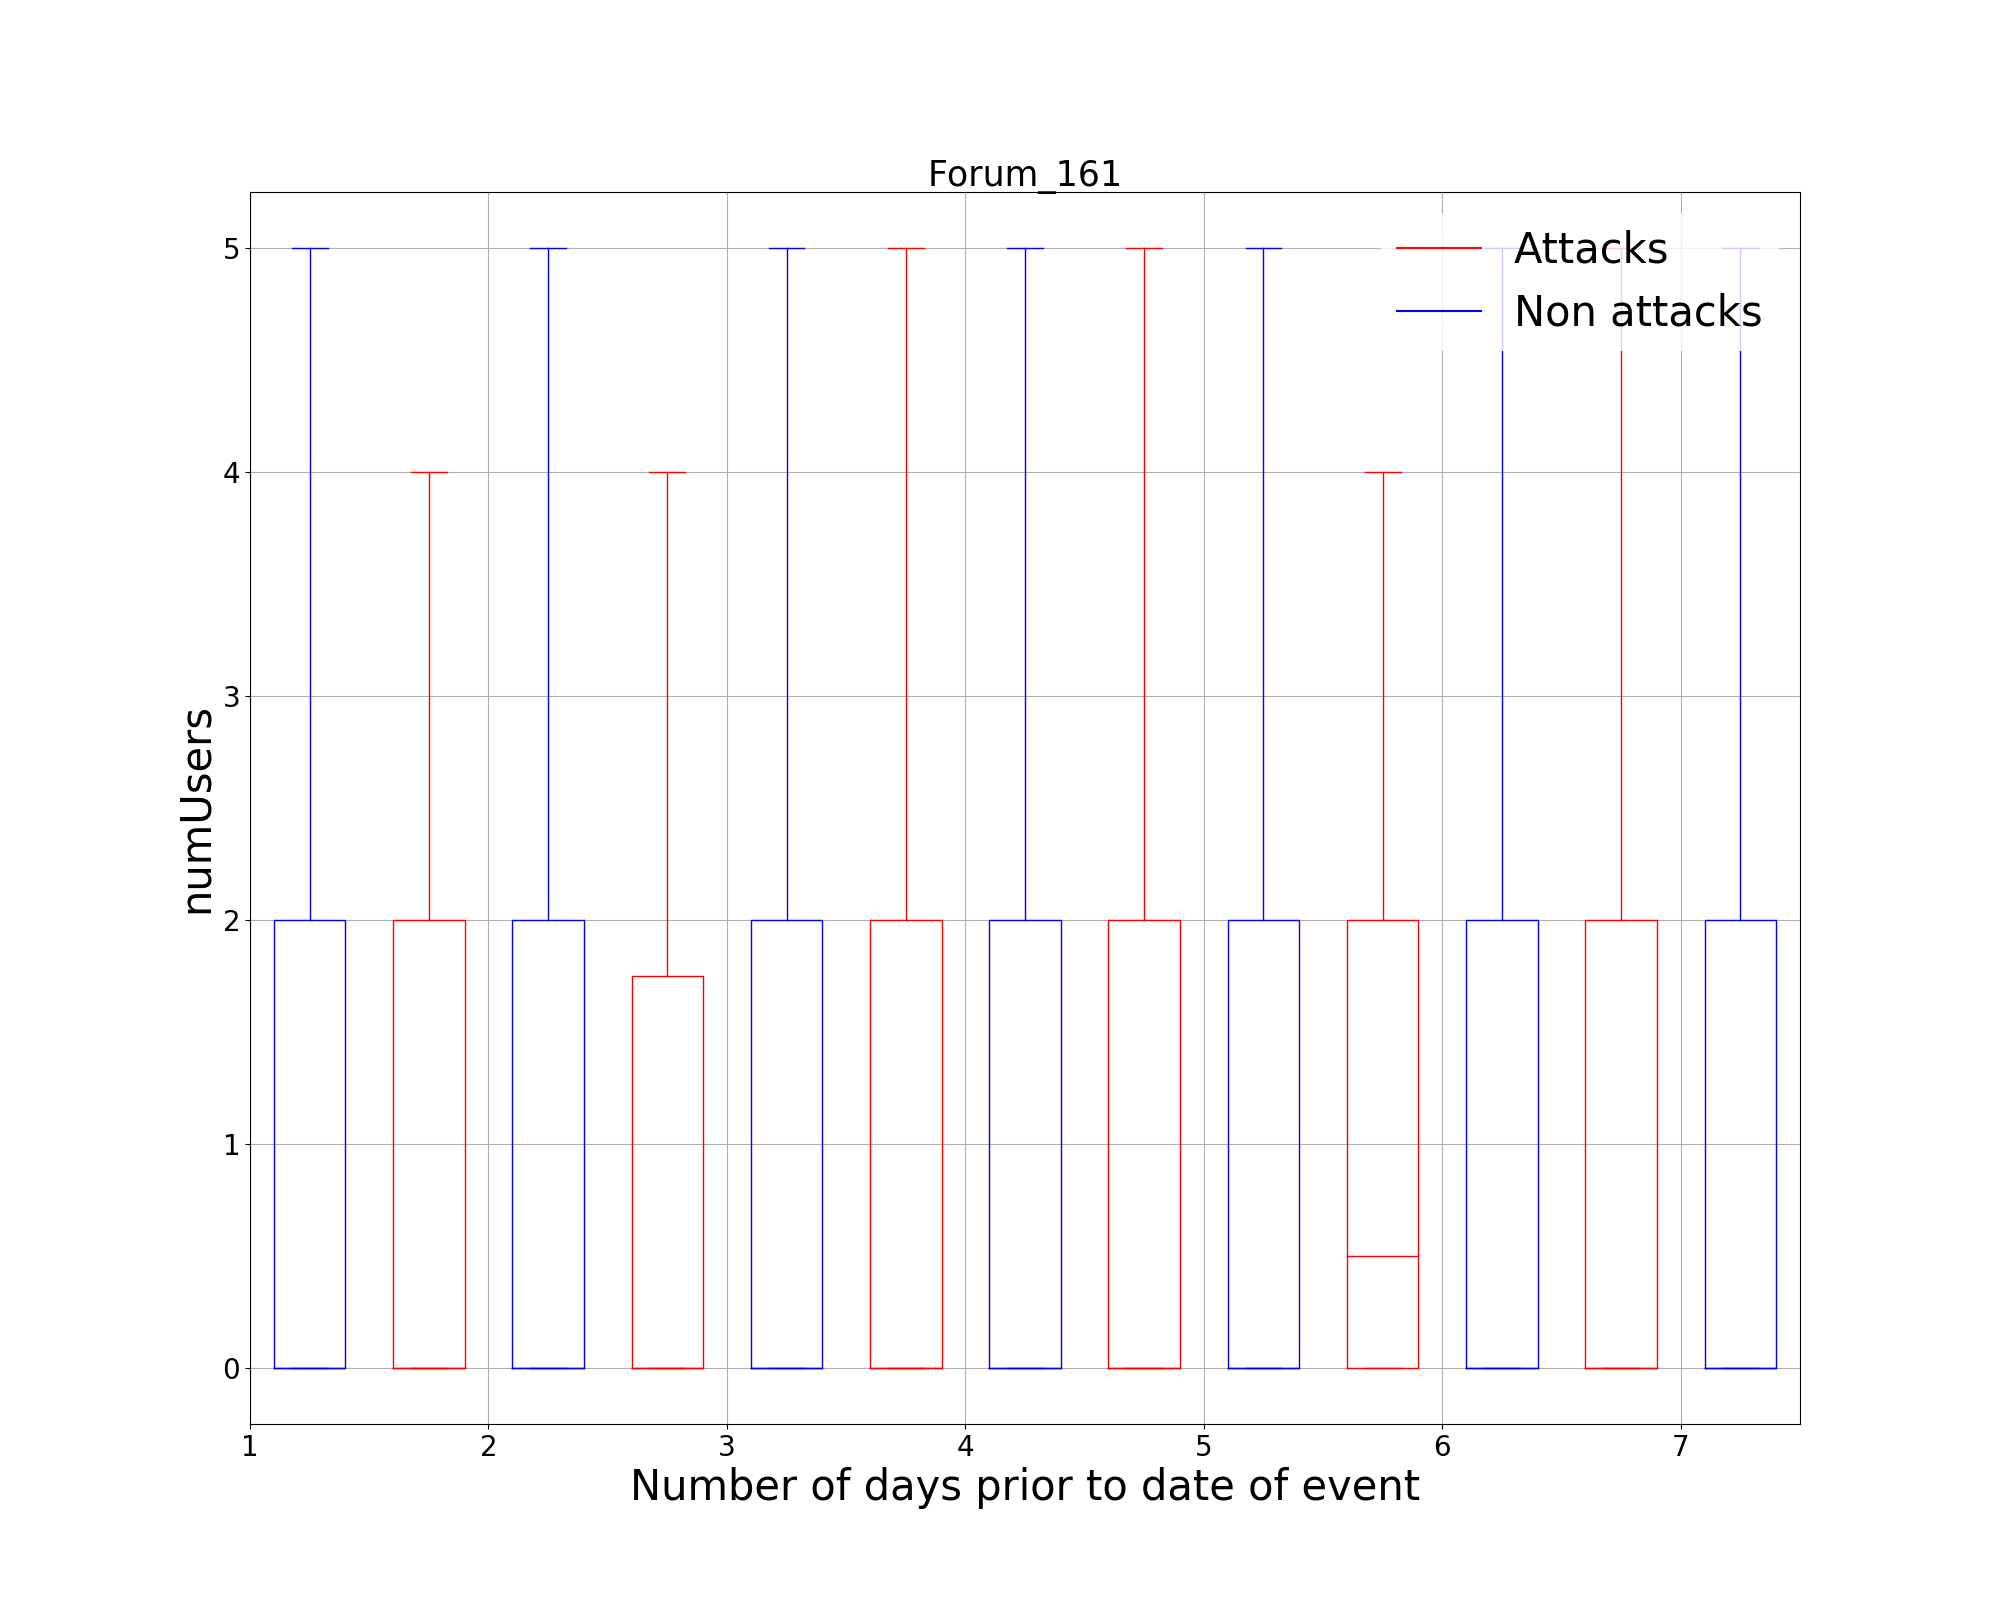 Forum_161
Attacks
Non attacks
5
4
3
2
1
0
numUsers
1 2 3 4 5 6 7
Number of days prior to date of event